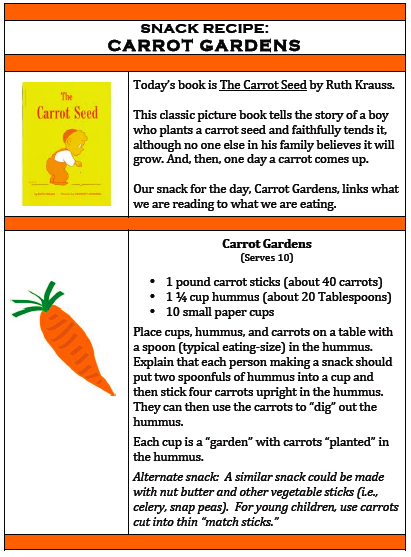 SNACK RECIPE:
CARROT GARDENS
The
Carrot Seed
Today's book is The Carrot Seed by Ruth Krauss.
This classic picture book tells the story of a boy
who plants a carrot seed and faithfully tends it,
although no one else in his family believes it will
grow. And, then, one day a carrot comes up.
Our snack for the day, Carrot Gardens, links what
we are reading to what we are eating.
Carrot Gardens
(Serves 10)
• 1 pound carrot sticks (about 40 carrots)
• 1 ¼ cup hummus (about 20 Tablespoons)
• 10 small paper cups
Place cups, hummus, and carrots on a table with
a spoon (typical eating-size) in the hummus.
Explain that each person making a snack should
put two spoonfuls of hummus into a cup and
then stick four carrots upright in the hummus.
They can then use the carrots to “dig” out the
hummus.
Each cup is a “garden” with carrots “planted” in
the hummus.
Alternate snack:  A similar snack could be made
with nut butter and other vegetable sticks (i.e.,
celery, snap peas).  For young children, use carrots
cut into thin “match sticks.”